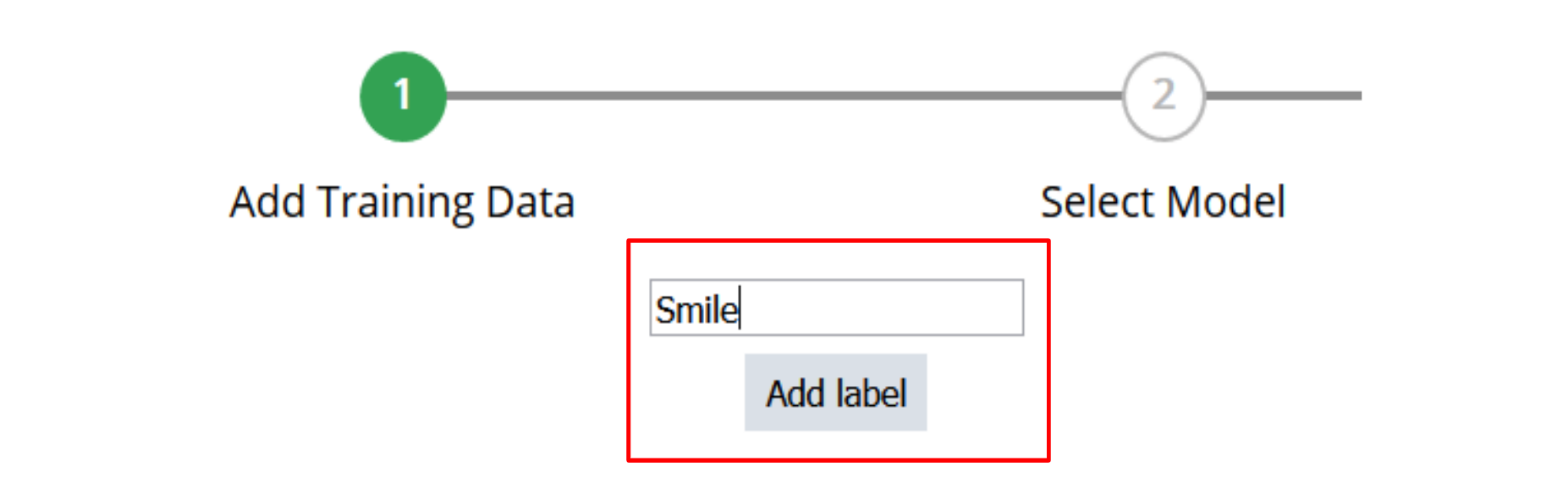 1
2
Add Training Data
Select Model
Smile
Add label